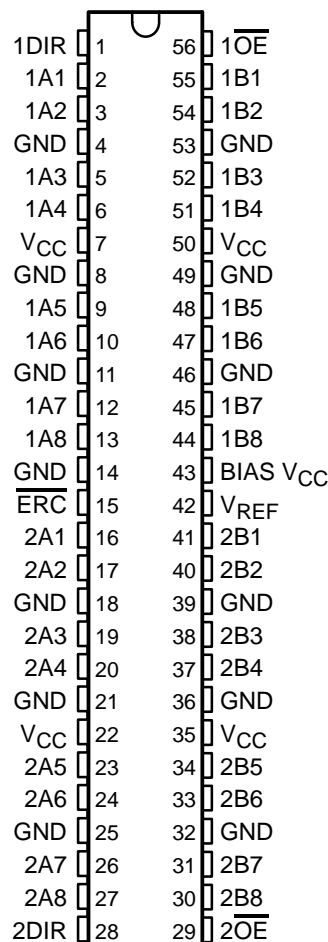 1DIR 1 56 1O̅E̅
1A1 2 55 1B1
1A2 3 54 1B2
GND 4 53 GND
1A3 5 52 1B3
1A4 6 51 1B4
VCC 7 50 VCC
GND 8 49 GND
1A5 9 48 1B5
1A6 10 47 1B6
GND 11 46 GND
1A7 12 45 1B7
1A8 13 44 1B8
GND 14 43 BIAS VCC
E̅R̅C̅ 15 42 VREF
2A1 16 41 2B1
2A2 17 40 2B2
GND 18 39 GND
2A3 19 38 2B3
2A4 20 37 2B4
GND 21 36 GND
VCC 22 35 VCC
2A5 23 34 2B5
2A6 24 33 2B6
GND 25 32 GND
2A7 26 31 2B7
2A8 27 30 2B8
2DIR 28 29 2O̅E̅